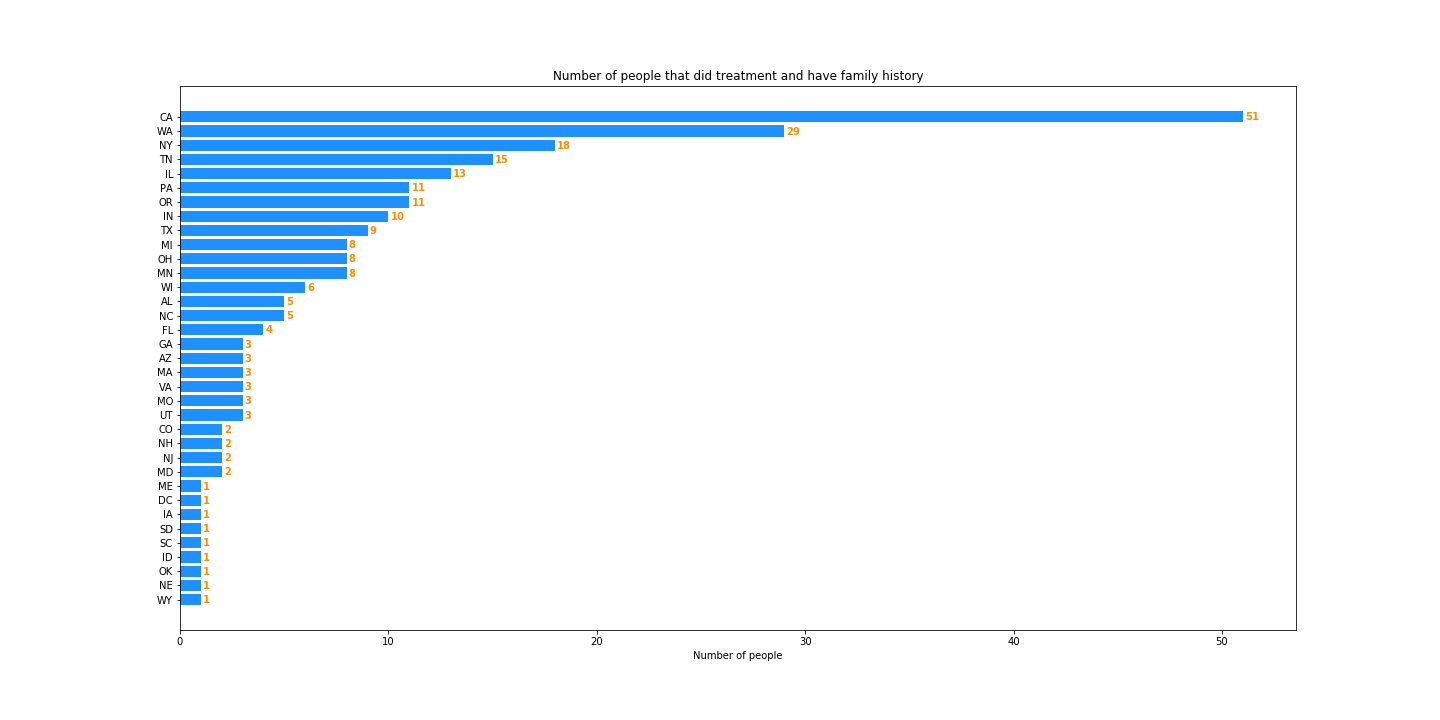 Number of people that did treatment and have family history
CA 51
WA 29
NY 18
TN 15
IL 13
PA 11
OR 11
IN 10
TX 9
MI 8
OH 8
MN 8
WI 6
AL 5
NC 5
FL 4
GA 3
AZ 3
MA 3
VA 3
MO 3
UT 3
CO 2
NH 2
NJ 2
MD 2
ME 1
DC 1
IA 1
SD 1
SC 1
ID 1
OK 1
NE 1
WY 1
0 10 20 30 40 50
Number of people